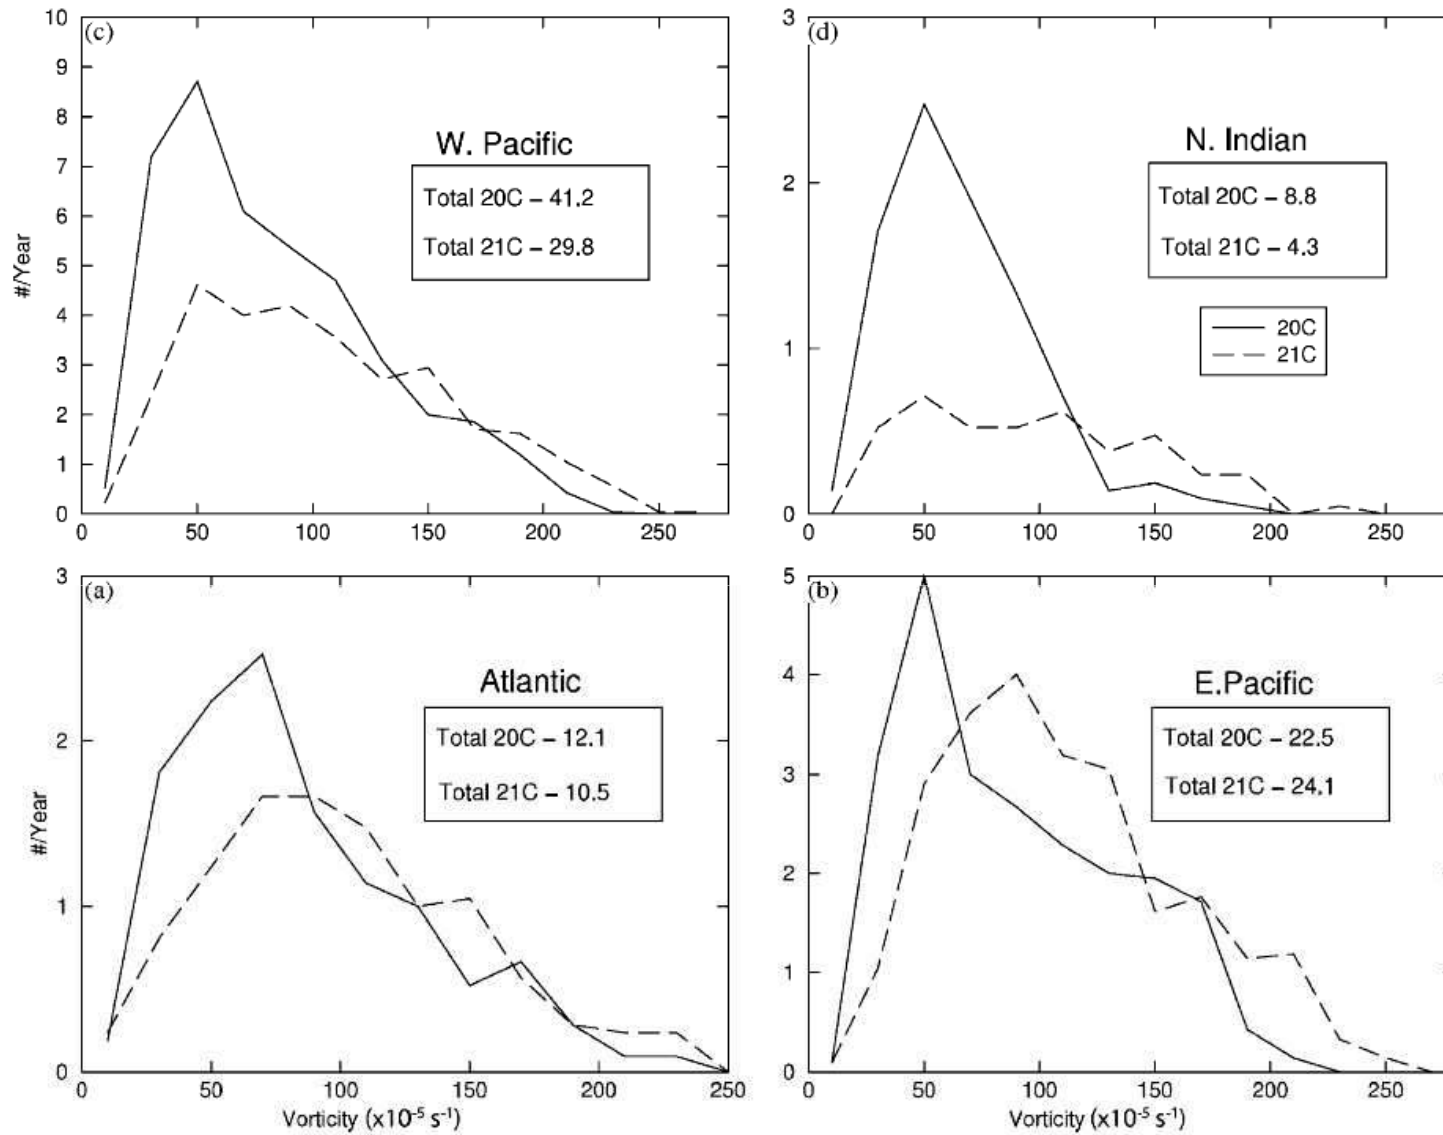 (c)
10
9
8
7
6
5
4
3
2
1
0
#/Year
W. Pacific
Total 20C – 41.2
Total 21C – 29.8
0 50 100 150 200 250
(d)
3
2
1
0
N. Indian
Total 20C – 8.8
Total 21C – 4.3
20C
21C
0 50 100 150 200 250
(a)
3
2
1
0
#/Year
Atlantic
Total 20C – 12.1
Total 21C – 10.5
0 50 100 150 200 250
Vorticity (x10⁻⁵ s⁻¹)
(b)
5
4
3
2
1
0
E.Pacific
Total 20C – 22.5
Total 21C – 24.1
0 50 100 150 200 250
Vorticity (x10⁻⁵ s⁻¹)